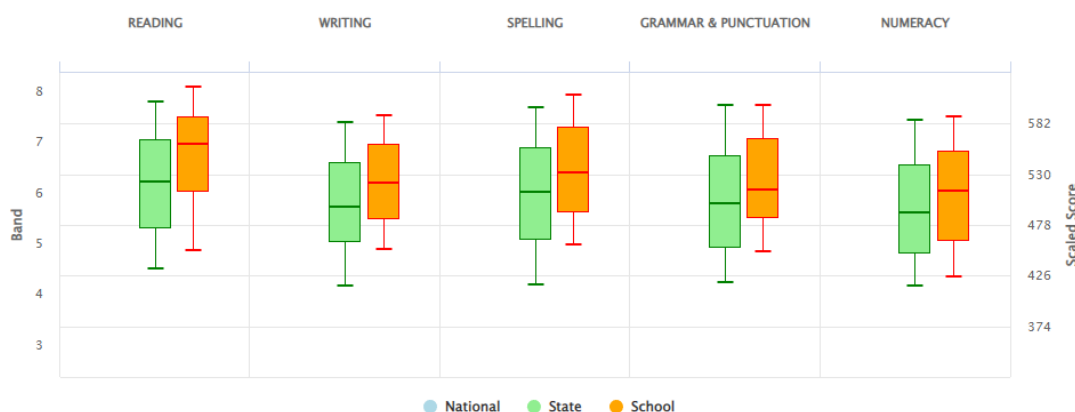 READING WRITING SPELLING GRAMMAR & PUNCTUATION NUMERACY
8
7
6
5
4
3
Band
582
530
478
426
374
Scaled Score
National State School